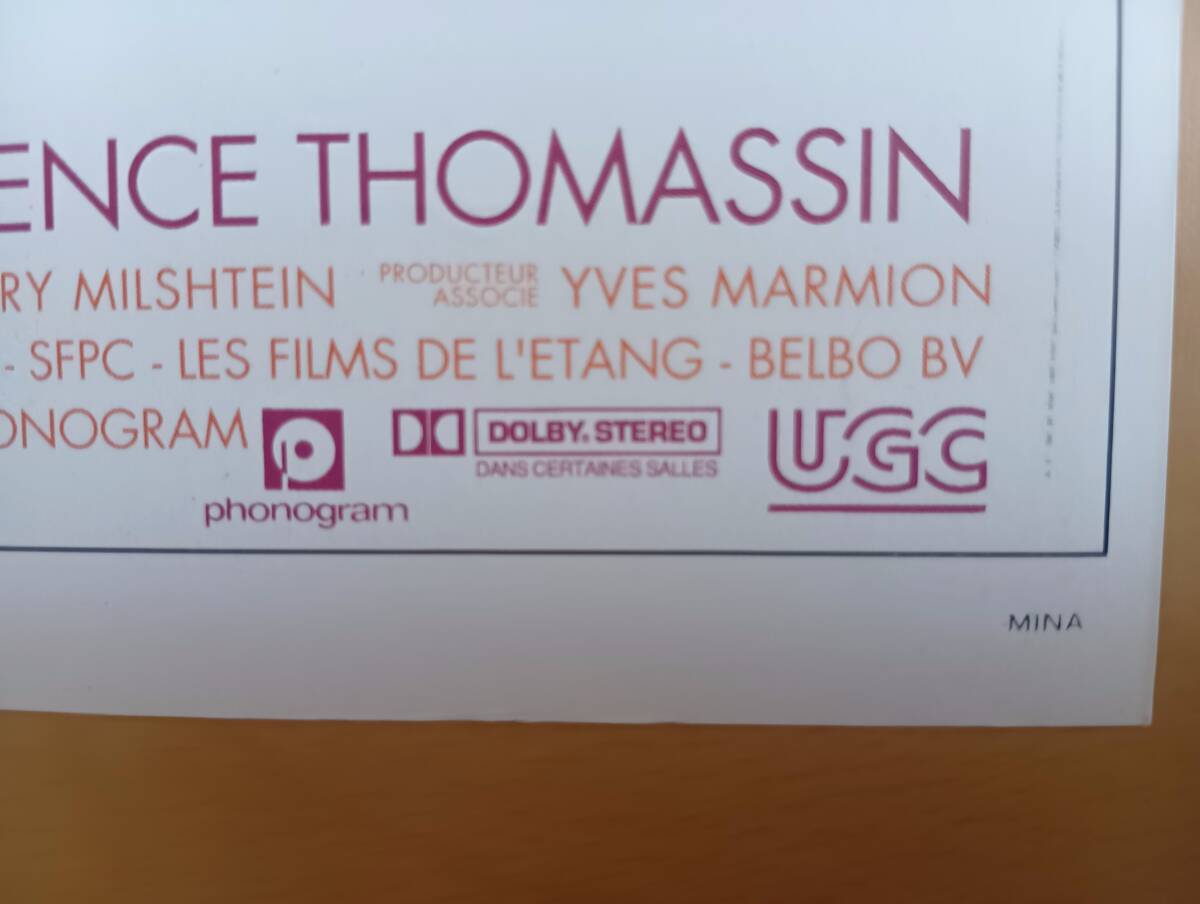 ENCE THOMASSIN
RY MILSHTEIN PRODUCTEUR ASSOCIE YVES MARMION
- SFPC - LES FILMS DE L'ETANG - BELBO BV
ONOGRAM
phonogram
DOLBY. STEREO
DANS CERTAINES SALLES
UGC
MINA